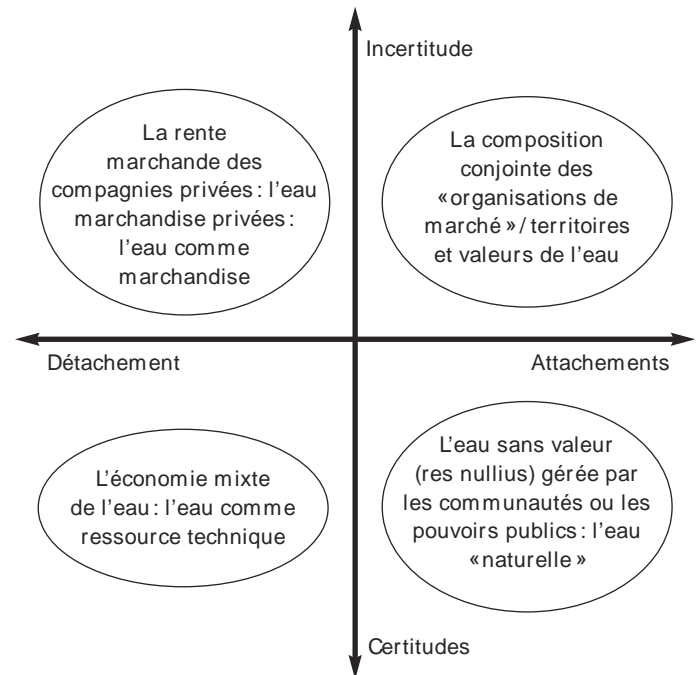 Incertitude
La rente
marchande des
compagnies privées : l'eau
marchandise privées :
l'eau comme
marchandise
La composition
conjointe des
«organisations de
marché» / territoires
et valeurs de l'eau
Détachement
Attachements
L'économie mixte
de l'eau : l'eau comme
ressource technique
L'eau sans valeur
(res nullius) gérée par
les communautés ou les
pouvoirs publics : l'eau
«naturelle»
Certitudes